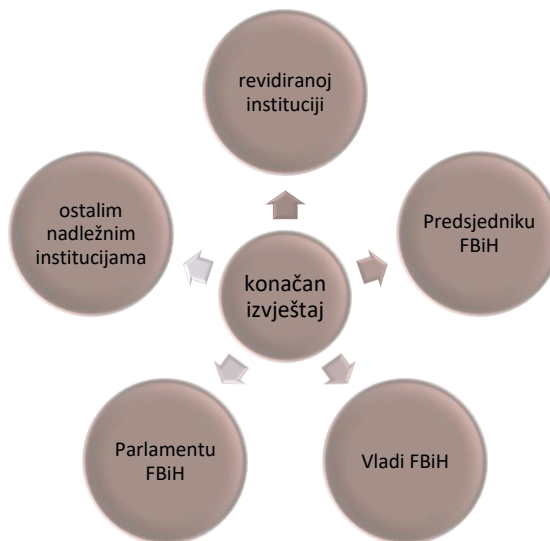 revidiranoj
instituciji
ostalim
nadležnim
institucijama
Predsjedniku
FBiH
konačan
izvještaj
Parlamentu
FBiH
Vladi FBiH